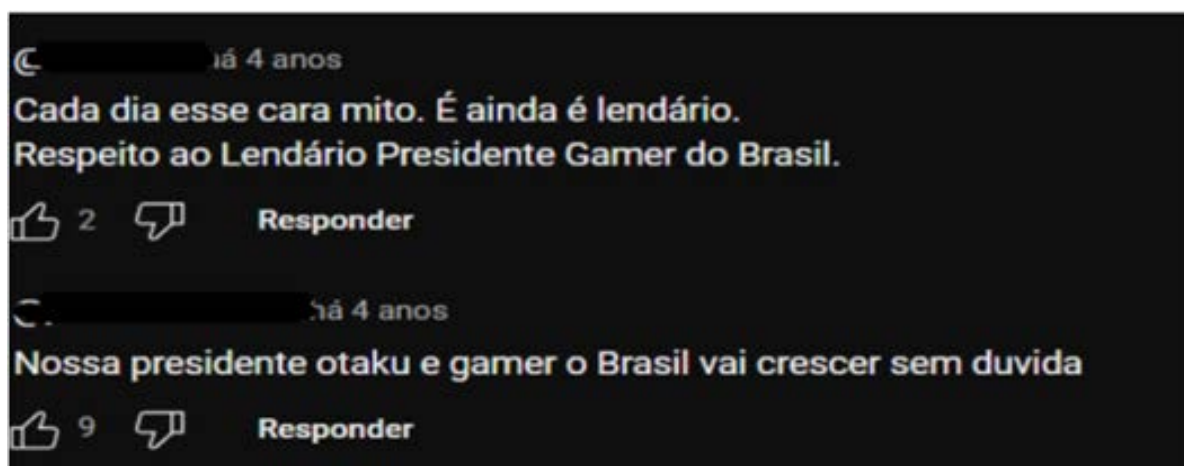 há 4 anos
Cada dia esse cara mito. É ainda é lendário.
Respeito ao Lendário Presidente Gamer do Brasil.
2 Responder
há 4 anos
Nossa presidente otaku e gamer o Brasil vai crescer sem duvida
9 Responder